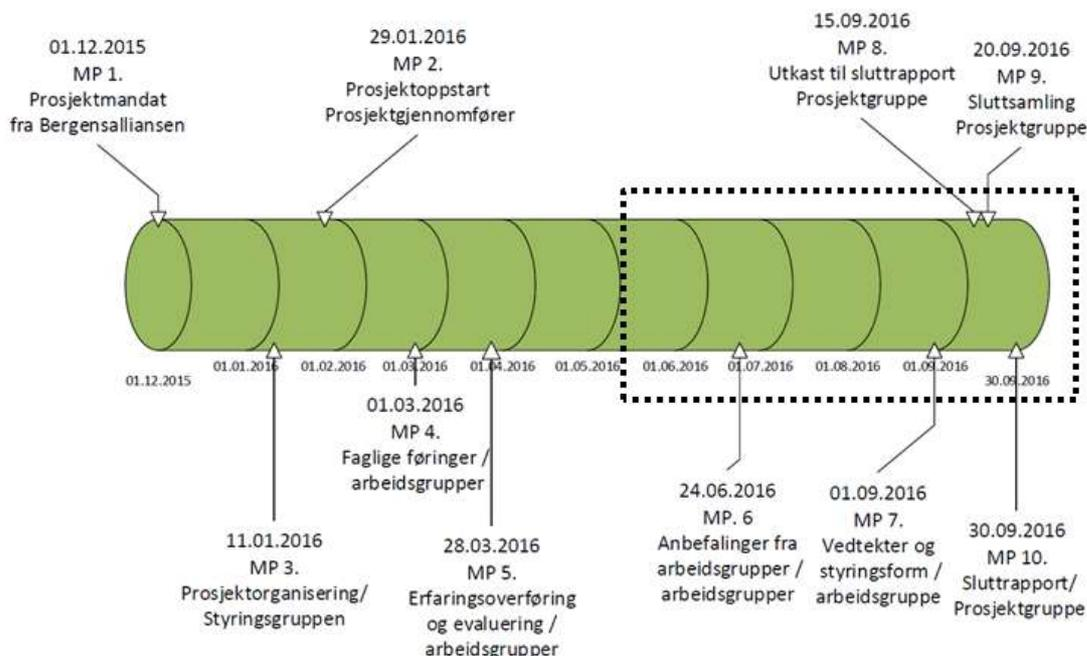 01.12.2015
MP 1.
Prosjektmandat
fra Bergensalliansen
29.01.2016
MP 2.
Prosjektoppstart
Prosjektgjennomfører
15.09.2016
MP 8.
Utkast til sluttrapport
Prosjektgruppe
20.09.2016
MP 9.
Sluttsamling
Prosjektgruppe
01.12.2015
01.01.2016
01.02.2016
01.03.2016
01.04.2016
01.05.2016
01.06.2016
01.07.2016
01.08.2016
01.09.2016
30.09.2016
11.01.2016
MP 3.
Prosjektorganisering/
Styringsgruppen
01.03.2016
MP 4.
Faglige føringer /
arbeidsgrupper
28.03.2016
MP 5.
Erfaringsoverføring
og evaluering /
arbeidsgrupper
24.06.2016
MP. 6
Anbefalinger fra
arbeidsgrupper /
arbeidsgrupper
01.09.2016
MP 7.
Vedtekter og
styringsform /
arbeidsgruppe
30.09.2016
MP 10.
Sluttrapport/
Prosjektgruppe